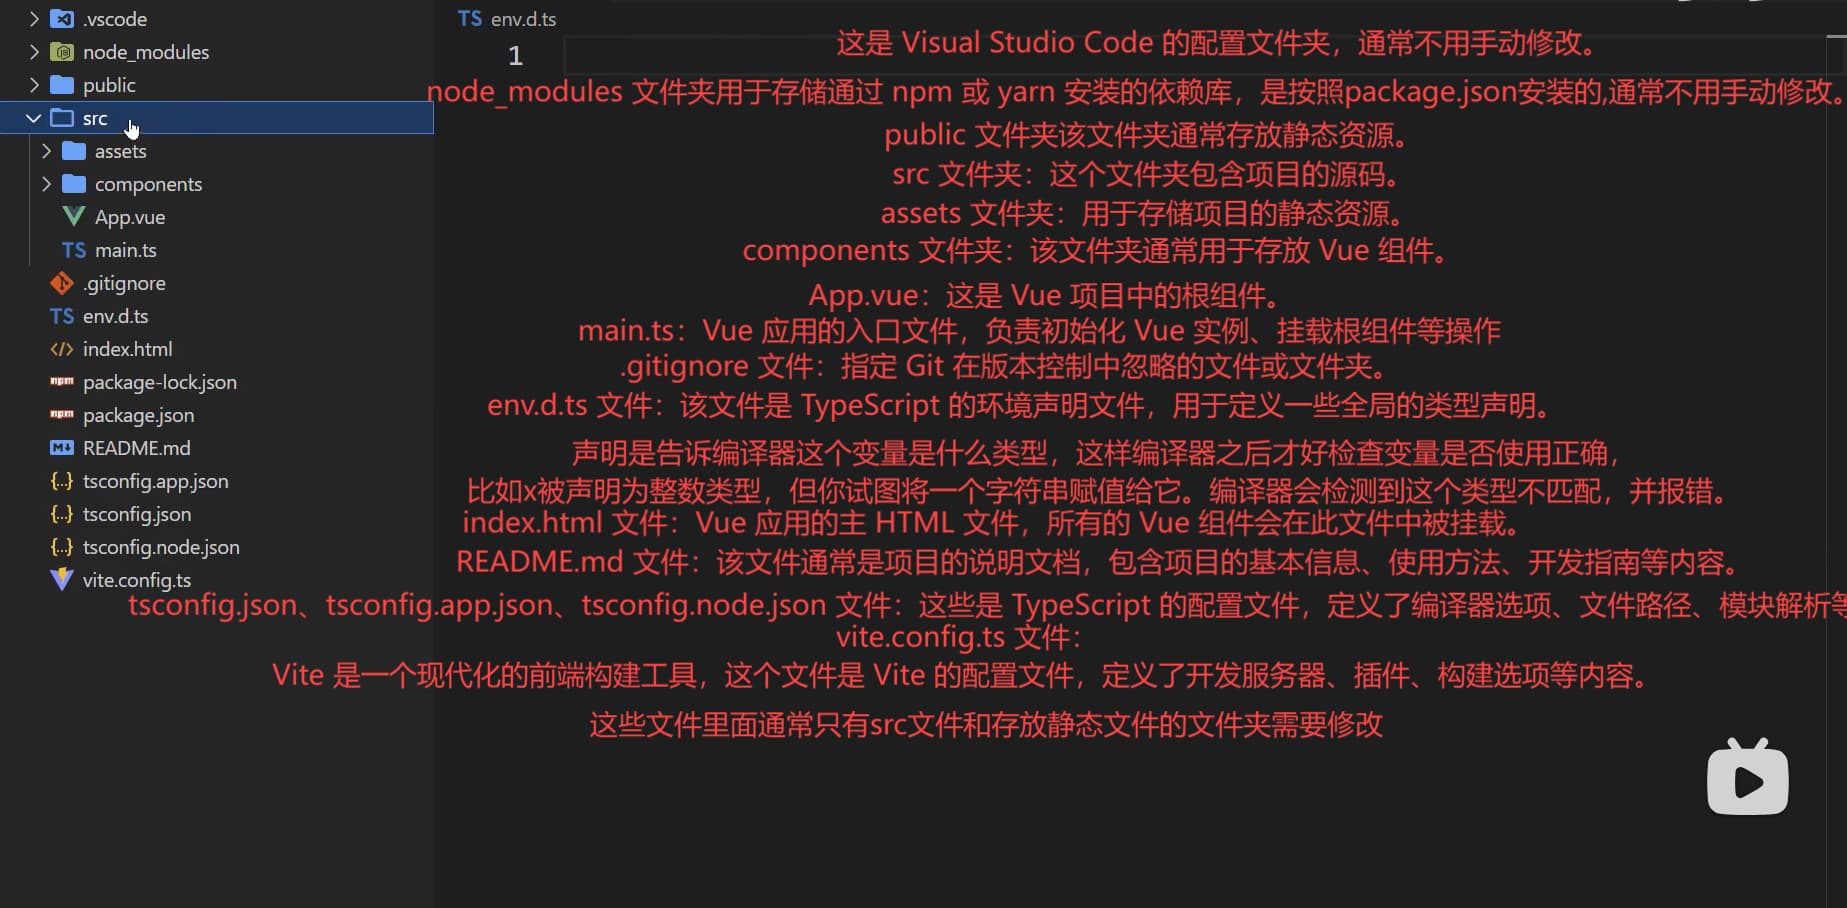 .vscode
node_modules
public
src
assets
components
App.vue
TS main.ts
.gitignore
TS env.d.ts
</> index.html
npm package-lock.json
npm package.json
M↓ README.md
{..} tsconfig.app.json
{..} tsconfig.json
{..} tsconfig.node.json
vite.config.ts
TS env.d.ts
1
这是 Visual Studio Code 的配置文件夹，通常不用手动修改。
node_modules 文件夹用于存储通过 npm 或 yarn 安装的依赖库，是按照package.json安装的,通常不用手动修改。
public 文件夹该文件夹通常存放静态资源。
src 文件夹：这个文件夹包含项目的源码。
assets 文件夹：用于存储项目的静态资源。
components 文件夹：该文件夹通常用于存放 Vue 组件。
App.vue：这是 Vue 项目中的根组件。
main.ts：Vue 应用的入口文件，负责初始化 Vue 实例、挂载根组件等操作
.gitignore 文件：指定 Git 在版本控制中忽略的文件或文件夹。
env.d.ts 文件：该文件是 TypeScript 的环境声明文件，用于定义一些全局的类型声明。
声明是告诉编译器这个变量是什么类型，这样编译器之后才好检查变量是否使用正确，
比如x被声明为整数类型，但你试图将一个字符串赋值给它。编译器会检测到这个类型不匹配，并报错。
index.html 文件：Vue 应用的主 HTML 文件，所有的 Vue 组件会在此文件中被挂载。
README.md 文件：该文件通常是项目的说明文档，包含项目的基本信息、使用方法、开发指南等内容。
tsconfig.json、tsconfig.app.json、tsconfig.node.json 文件：这些是 TypeScript 的配置文件，定义了编译器选项、文件路径、模块解析等
vite.config.ts 文件：
Vite 是一个现代化的前端构建工具，这个文件是 Vite 的配置文件，定义了开发服务器、插件、构建选项等内容。
这些文件里面通常只有src文件和存放静态文件的文件夹需要修改